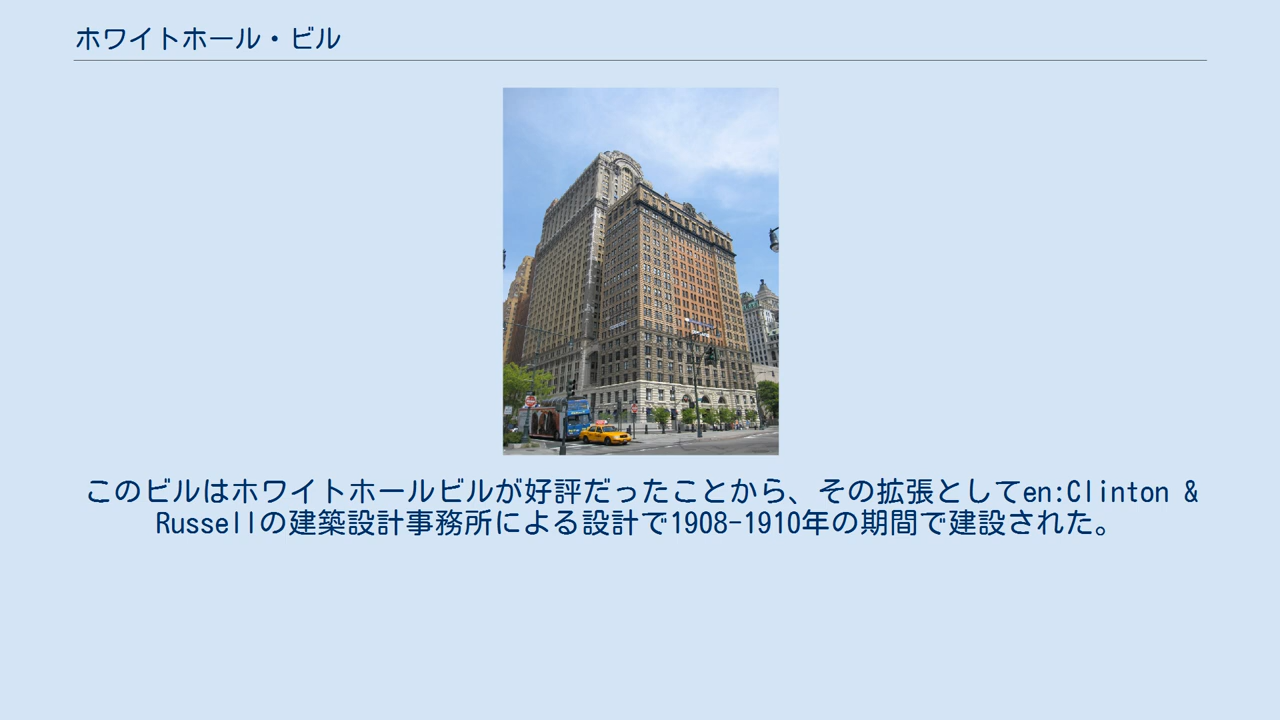 ホワイトホール・ビル
このビルはホワイトホールビルが好評だったことから、その拡張としてen:Clinton &
Russellの建築設計事務所による設計で1908-1910年の期間で建設された。